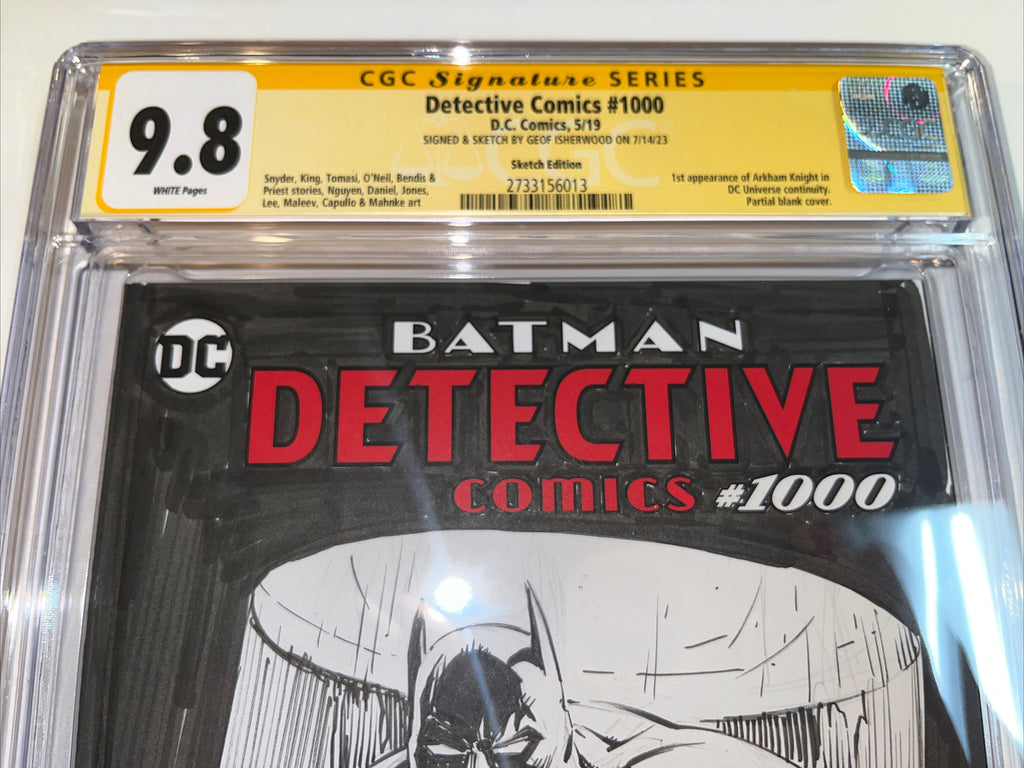 CGC Signature SERIES
Detective Comics #1000
D.C. Comics, 5/19
SIGNED & SKETCH BY GEOF ISHERWOOD ON 7/14/23
Sketch Edition
2733156013
9.8
WHITE Pages
Snyder, King, Tomasi, O'Neil, Bendis &
Priest stories, Nguyen, Daniel, Jones,
Lee, Maleev, Capullo & Mahnke art
1st appearance of Arkham Knight in
DC Universe continuity.
Partial blank cover.
CGC
DC
BATMAN
DETECTIVE
COMICS #1000